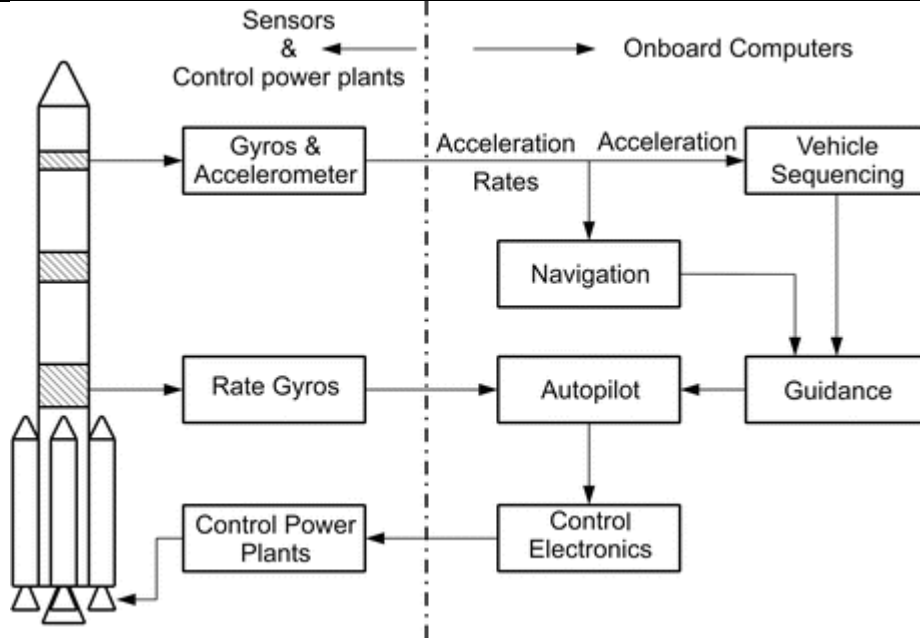 Sensors
&
Control power plants
Onboard Computers
Gyros &
Accelerometer
Acceleration
Rates
Acceleration
Vehicle
Sequencing
Navigation
Rate Gyros
Autopilot
Guidance
Control Power
Plants
Control
Electronics